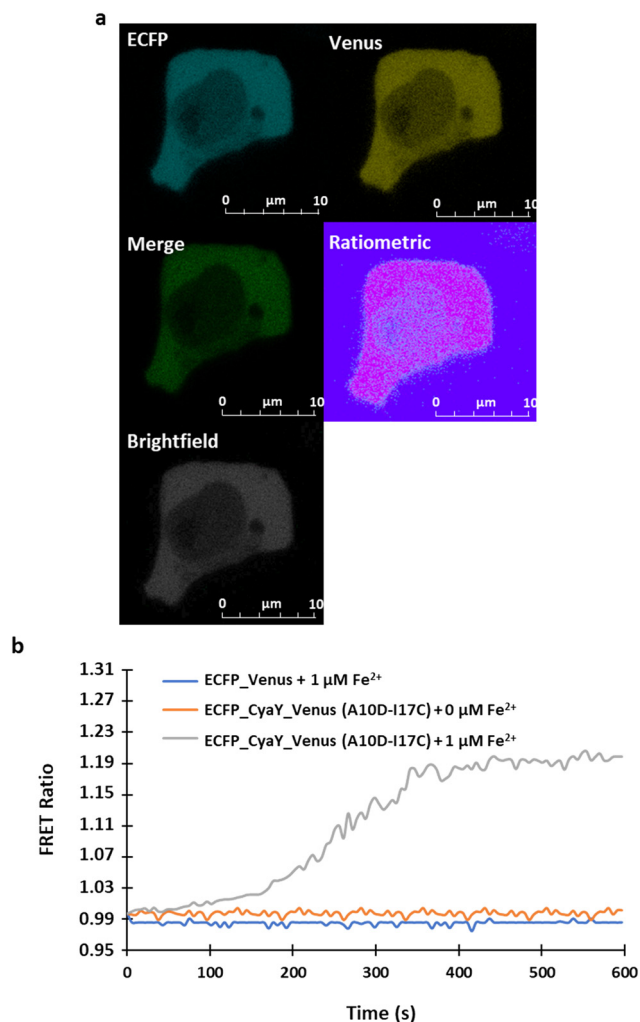 a
ECFP
Venus
0 μm 10
0 μm 10
Merge
Ratiometric
0 μm 10
0 μm 10
Brightfield
0 μm 10
b
1.31
1.27
1.23
1.19
1.15
1.11
1.07
1.03
0.99
0.95
FRET Ratio
ECFP_Venus + 1 μM Fe²⁺
ECFP_CyaY_Venus (A10D-I17C) + 0 μM Fe²⁺
ECFP_CyaY_Venus (A10D-I17C) + 1 μM Fe²⁺
0 100 200 300 400 500 600
Time (s)